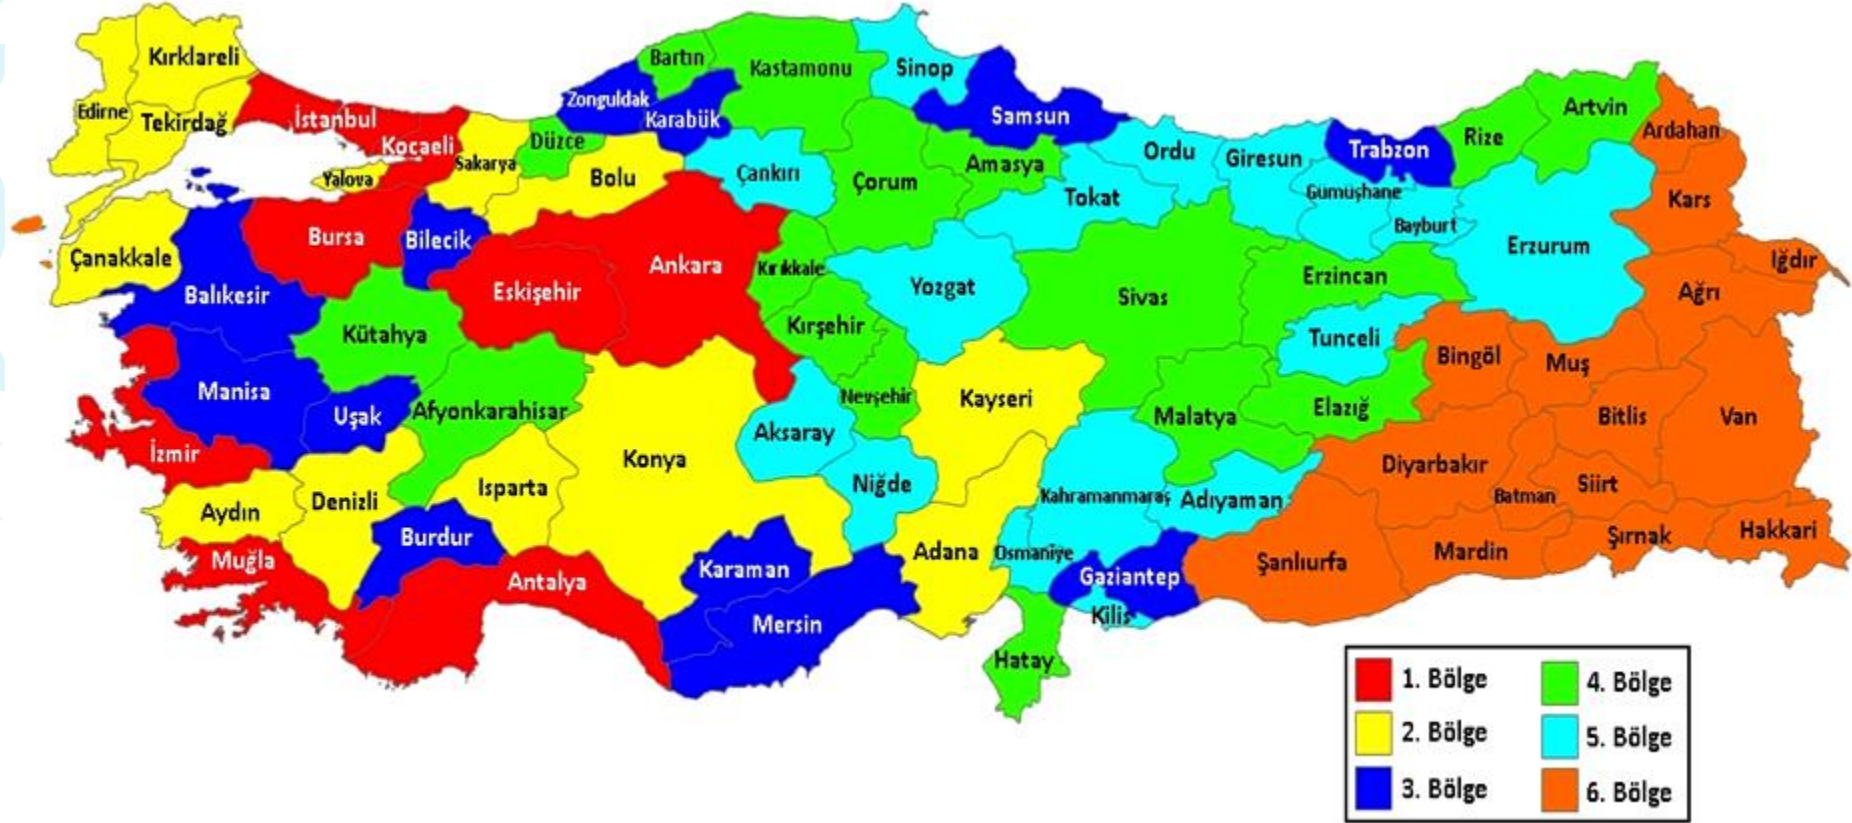 Kırklareli
Edirne
Tekirdağ
İstanbul
Kocaeli
Yalova
Sakarya
Düzce
Bolu
Zonguldak
Bartın
Karabük
Kastamonu
Sinop
Samsun
Çankırı
Çorum
Amasya
Tokat
Ordu
Giresun
Trabzon
Gümüşhane
Bayburt
Rize
Artvin
Ardahan
Kars
Iğdır
Ağrı
Erzurum
Erzincan
Çanakkale
Balıkesir
Bursa
Bilecik
Eskişehir
Ankara
Kırıkkale
Yozgat
Sivas
Kütahya
Kırşehir
Tunceli
Bingöl
Muş
Manisa
Uşak
Afyonkarahisar
Nevşehir
Kayseri
Malatya
Elazığ
Bitlis
Van
İzmir
Konya
Aksaray
Niğde
Kahramanmaraş
Adıyaman
Diyarbakır
Batman
Siirt
Aydın
Denizli
Isparta
Burdur
Muğla
Antalya
Karaman
Mersin
Adana
Osmaniye
Gaziantep
Kilis
Hatay
Şanlıurfa
Mardin
Şırnak
Hakkari
1. Bölge
4. Bölge
2. Bölge
5. Bölge
3. Bölge
6. Bölge